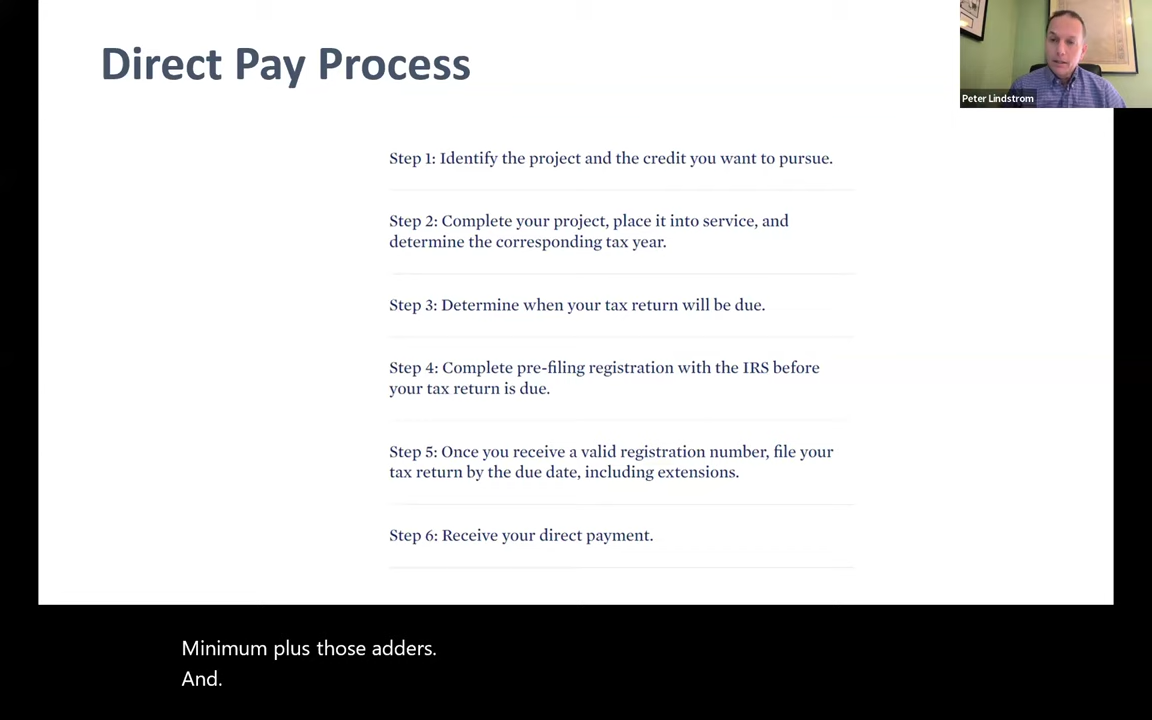 Direct Pay Process
Peter Lindstrom
Step 1: Identify the project and the credit you want to pursue.
Step 2: Complete your project, place it into service, and
determine the corresponding tax year.
Step 3: Determine when your tax return will be due.
Step 4: Complete pre-filing registration with the IRS before
your tax return is due.
Step 5: Once you receive a valid registration number, file your
tax return by the due date, including extensions.
Step 6: Receive your direct payment.
Minimum plus those adders.
And.